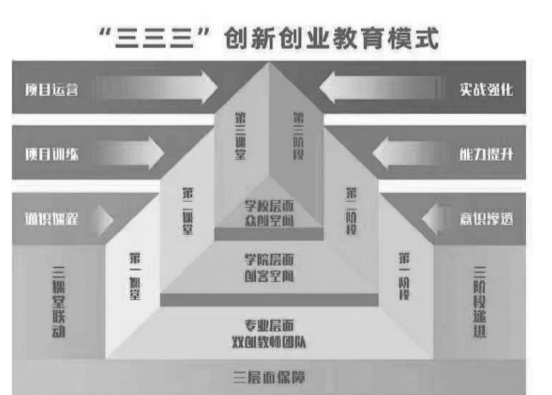 “三三三”创新创业教育模式
项目运营
实战强化
第三课堂
第三阶段
项目训练
能力提升
第二课堂
第二阶段
学校层面
众创空间
通识课程
意识渗透
第一课堂
第一阶段
学院层面
创客空间
三课堂联动
三阶段递进
专业层面
双创教师团队
三层面保障